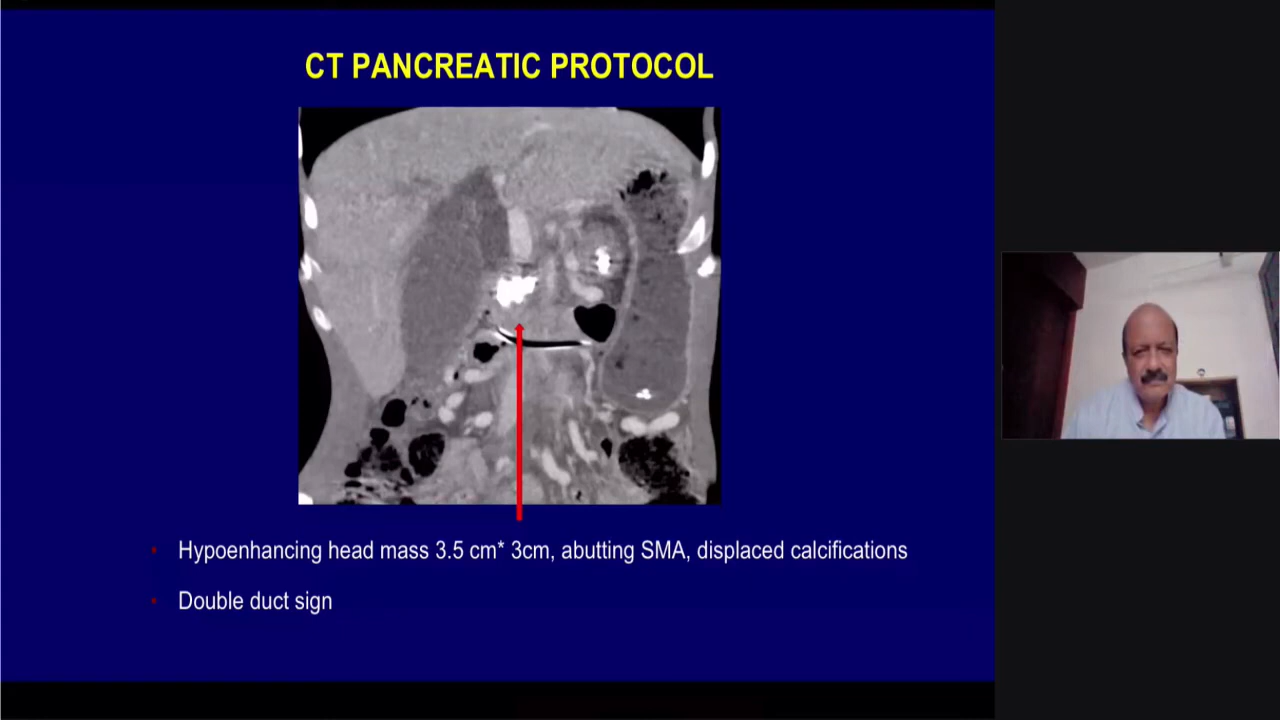 CT PANCREATIC PROTOCOL
Hypoenhancing head mass 3.5 cm* 3cm, abutting SMA, displaced calcifications
Double duct sign